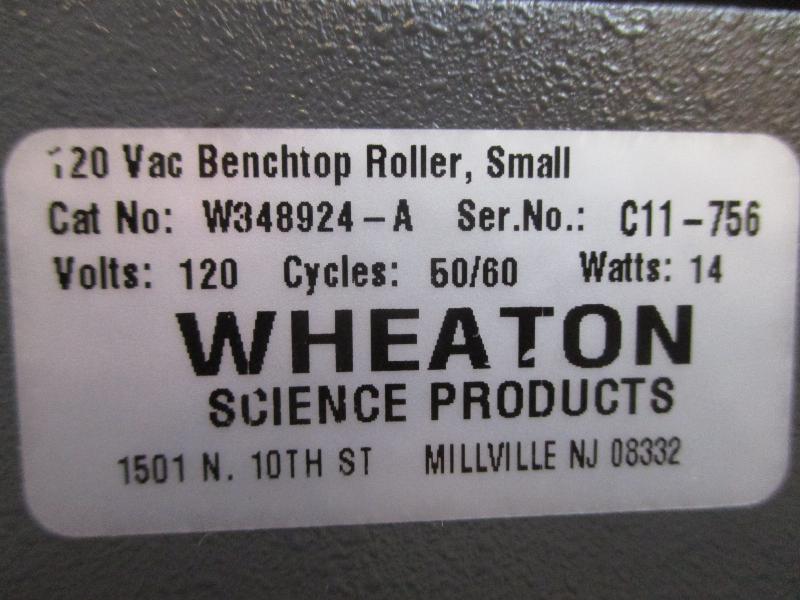 120 Vac Benchtop Roller, Small
Cat No: W348924-A Ser.No.: C11-756
Volts: 120 Cycles: 50/60 Watts: 14
WHEATON
SCIENCE PRODUCTS
1501 N. 10TH ST MILLVILLE NJ 08332